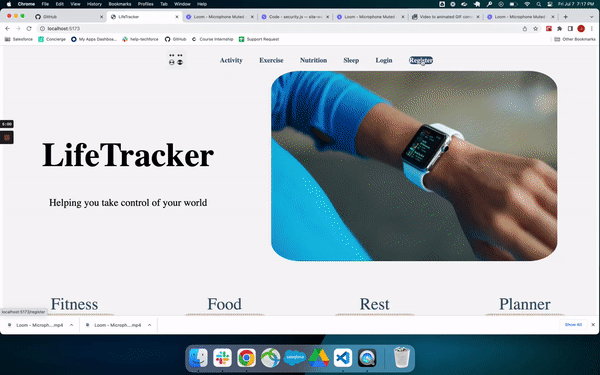 Chrome File Edit View History Bookmarks Profiles Tab Window Help
Fri Jul 7 7:17 PM
GitHub
LifeTracker
Loom – Microphone Muted
Code – security.js – site-re
Loom – Microphone Muted
Video to animated GIF con
Loom – Microphone Muted
localhost:5173
Salesforce Concierge My Apps Dashboa... help-techforce GitHub Course Internship Support Request
Other Bookmarks
Activity Exercise Nutrition Sleep Login Register
LifeTracker
Helping you take control of your world
Fitness Food Rest Planner
localhost:5173/register
Loom – Microph....mp4
Loom – Microph....mp4
Show All
salesforce